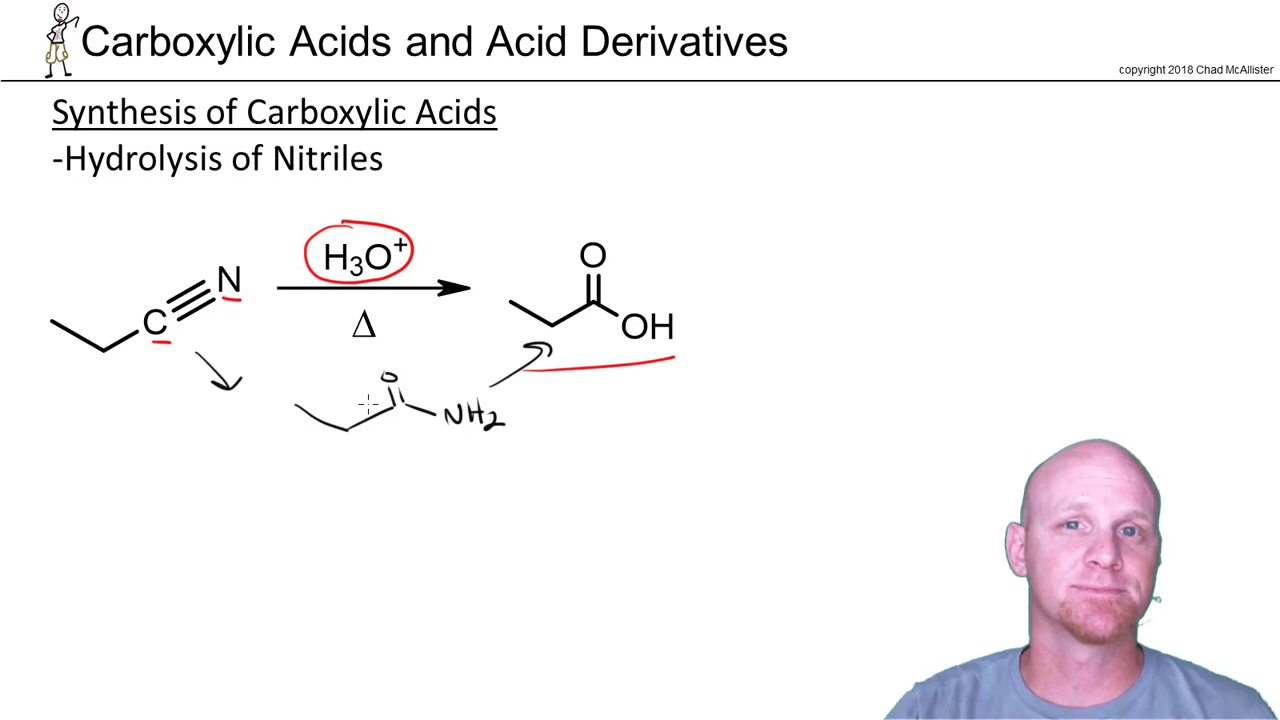 Carboxylic Acids and Acid Derivatives
copyright 2018 Chad McAllister
Synthesis of Carboxylic Acids
-Hydrolysis of Nitriles
H₃O⁺
O
N
C
Δ
OH
O
NH₂